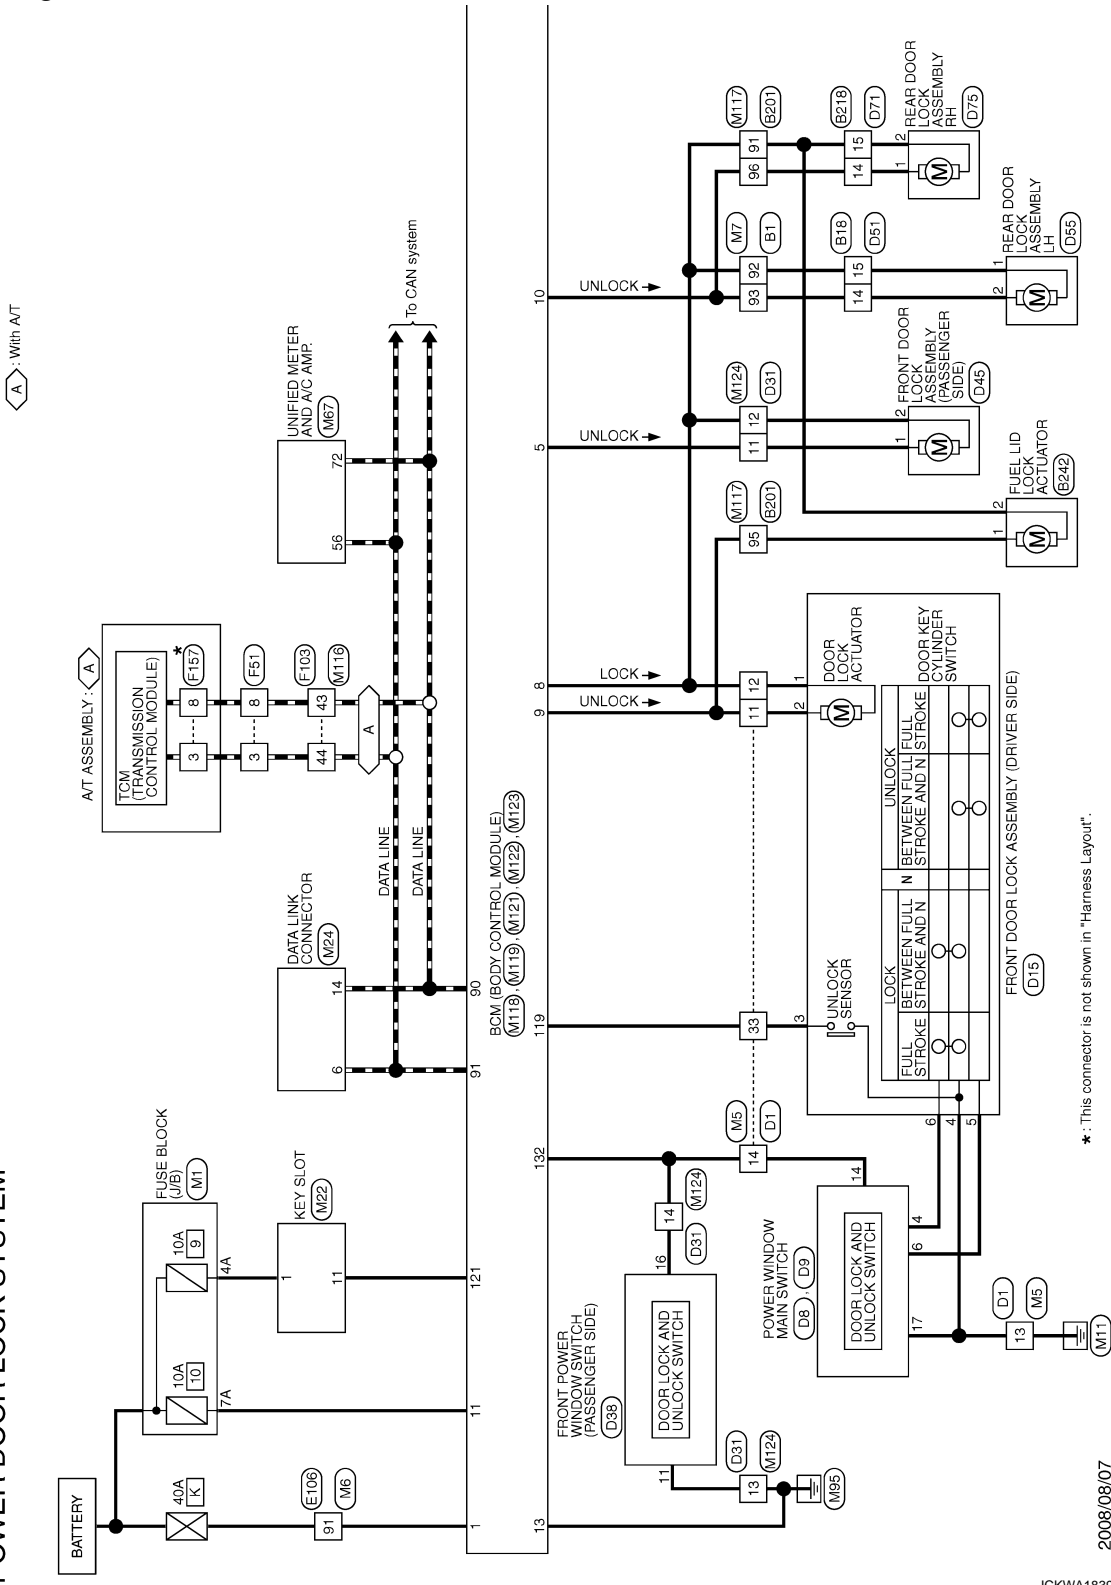 POWER DOOR LOCK SYSTEM
A : With A/T
BATTERY
40A
K
91
E106
M6
10A
10
7A
10A
9
4A
FUSE BLOCK
(J/B)
M1
KEY SLOT
M22
1
11
DATA LINK
CONNECTOR
M24
6
14
DATA LINE
DATA LINE
A/T ASSEMBLY : A
TCM
(TRANSMISSION
CONTROL MODULE)
3
8
*
F157
3
8
F51
44
43
F103
M116
A
UNIFIED METER
AND A/C AMP.
M67
56
72
To CAN system
1
11
121
91
90
BCM (BODY CONTROL MODULE)
M118 , M119 , M121 , M122 , M123
13
132
119
9
8
5
10
FRONT POWER
WINDOW SWITCH
(PASSENGER SIDE)
D38
DOOR LOCK AND
UNLOCK SWITCH
11
16
13
D31
M124
M95
14
D31
M124
POWER WINDOW
MAIN SWITCH
D8 , D9
DOOR LOCK AND
UNLOCK SWITCH
17
14
4
6
14
M5
D1
33
11
12
13
D1
M5
M11
UNLOCK
LOCK
3
UNLOCK
SENSOR
2
1
M
DOOR
LOCK
ACTUATOR
DOOR KEY
CYLINDER
SWITCH
LOCK
N
UNLOCK
FULL
STROKE
BETWEEN FULL
STROKE AND N
BETWEEN FULL
STROKE AND N
FULL
STROKE
6
4
5
FRONT DOOR LOCK ASSEMBLY (DRIVER SIDE)
D15
95
M117
B201
1
2
M
FUEL LID
LOCK
ACTUATOR
B242
UNLOCK
11
12
M124
D31
1
2
M
FRONT DOOR
LOCK
ASSEMBLY
(PASSENGER
SIDE)
D45
UNLOCK
93
92
M7
B1
14
15
B18
D51
2
1
M
REAR DOOR
LOCK
ASSEMBLY
LH
D55
96
91
M117
B201
14
15
B218
D71
1
2
M
REAR DOOR
LOCK
ASSEMBLY
RH
D75
* : This connector is not shown in "Harness Layout".
2008/08/07